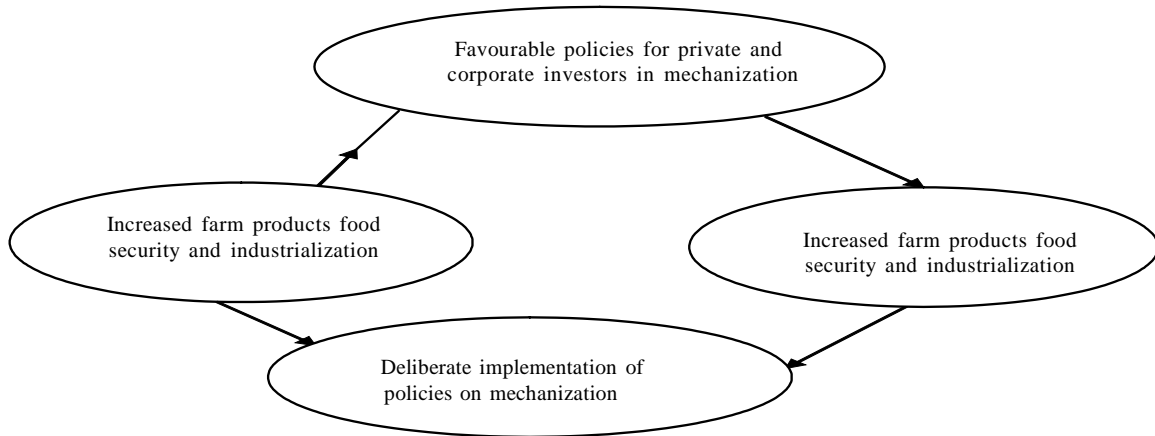 Favourable policies for private and
corporate investors in mechanization
Increased farm products food
security and industrialization
Increased farm products food
security and industrialization
Deliberate implementation of
policies on mechanization